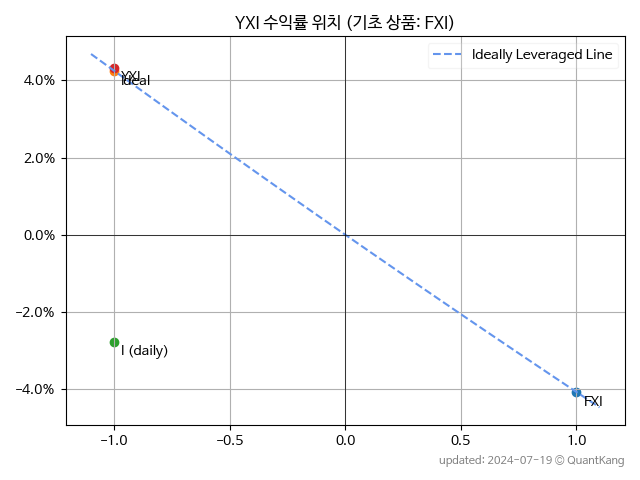 YXI 수익률 위치 (기초 상품: FXI)
Ideally Leveraged Line
YXI
Ideal
4.0%
2.0%
0.0%
−2.0%
I (daily)
−4.0%
FXI
−1.0
−0.5
0.0
0.5
1.0
updated: 2024-07-19 © QuantKang